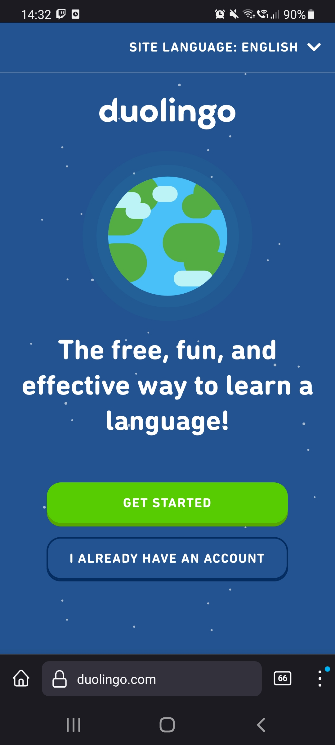 14:32 90%
SITE LANGUAGE: ENGLISH
duolingo
The free, fun, and
effective way to learn a
language!
GET STARTED
I ALREADY HAVE AN ACCOUNT
duolingo.com 66